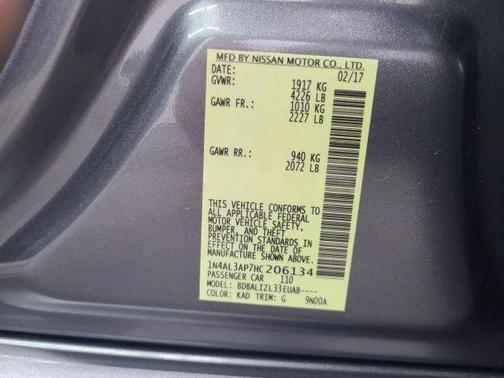 MFD BY NISSAN MOTOR CO., LTD.
DATE: 02/17
GVWR: 1917 KG
4226 LB
GAWR FR.: 1010 KG
2227 LB
GAWR RR.: 940 KG
2072 LB
THIS VEHICLE CONFORMS TO
ALL APPLICABLE FEDERAL
MOTOR VEHICLE SAFETY,
BUMPER, AND THEFT
PREVENTION STANDARDS IN
EFFECT ON THE DATE OF
MANUFACTURE SHOWN ABOVE.
1N4AL3AP7HC206134
PASSENGER CAR 110
MODEL: BDBALIZL33EUAB----
COLOR: KAD TRIM: G 9N00A